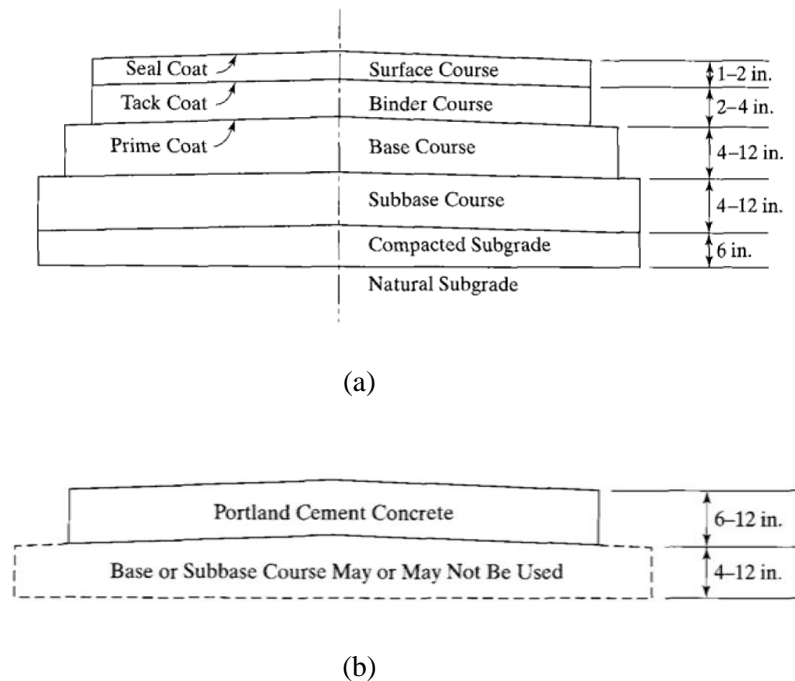 Seal Coat Surface Course 1–2 in.
Tack Coat Binder Course 2–4 in.
Prime Coat Base Course 4–12 in.
Subbase Course 4–12 in.
Compacted Subgrade 6 in.
Natural Subgrade
(a)
Portland Cement Concrete 6–12 in.
Base or Subbase Course May or May Not Be Used 4–12 in.
(b)